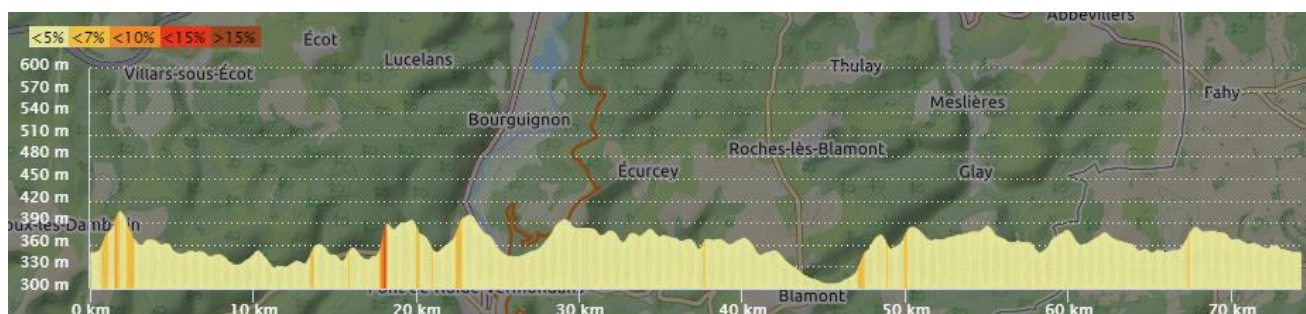 <5% <7% <10% <15% >15%
Écot
Abbévillers
Lucelans
600 m
Villars-sous-Écot
Thulay
570 m
Fahy
Meslières
540 m
Bourguignon
510 m
Roches-lès-Blamont
480 m
Écurcey
Glay
450 m
420 m
390 m
360 m
330 m
300 m
Blamont
0 km 10 km 20 km 30 km 40 km 50 km 60 km 70 km